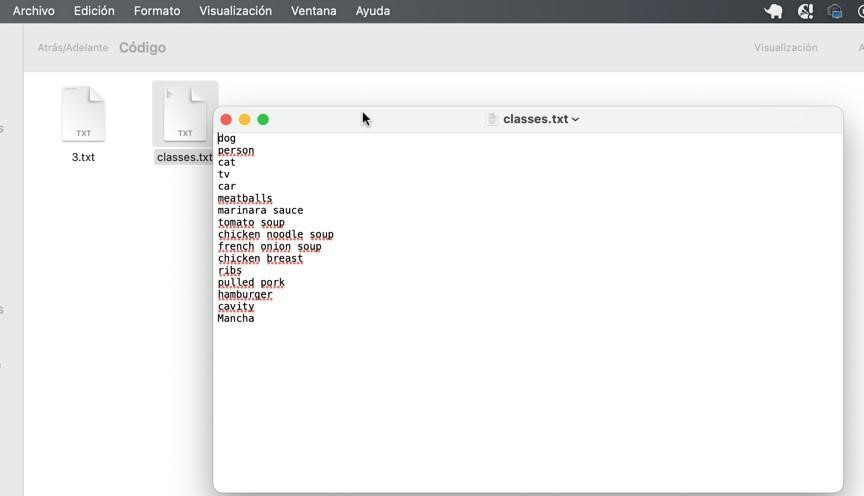 Archivo Edición Formato Visualización Ventana Ayuda
Atrás/Adelante Código Visualización
TXT TXT
3.txt classes.txt
classes.txt
dog
person
cat
tv
car
meatballs
marinara sauce
tomato soup
chicken noodle soup
french onion soup
chicken breast
ribs
pulled pork
hamburger
cavity
Mancha